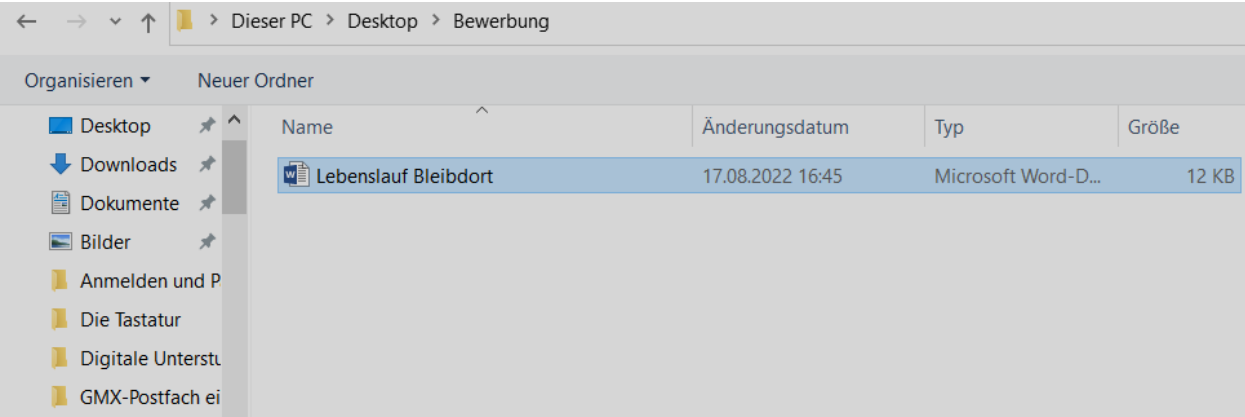 Dieser PC > Desktop > Bewerbung
Organisieren Neuer Ordner
Name Änderungsdatum Typ Größe
Lebenslauf Bleibdort 17.08.2022 16:45 Microsoft Word-D... 12 KB
Desktop
Downloads
Dokumente
Bilder
Anmelden und P
Die Tastatur
Digitale Unterstu
GMX-Postfach ei